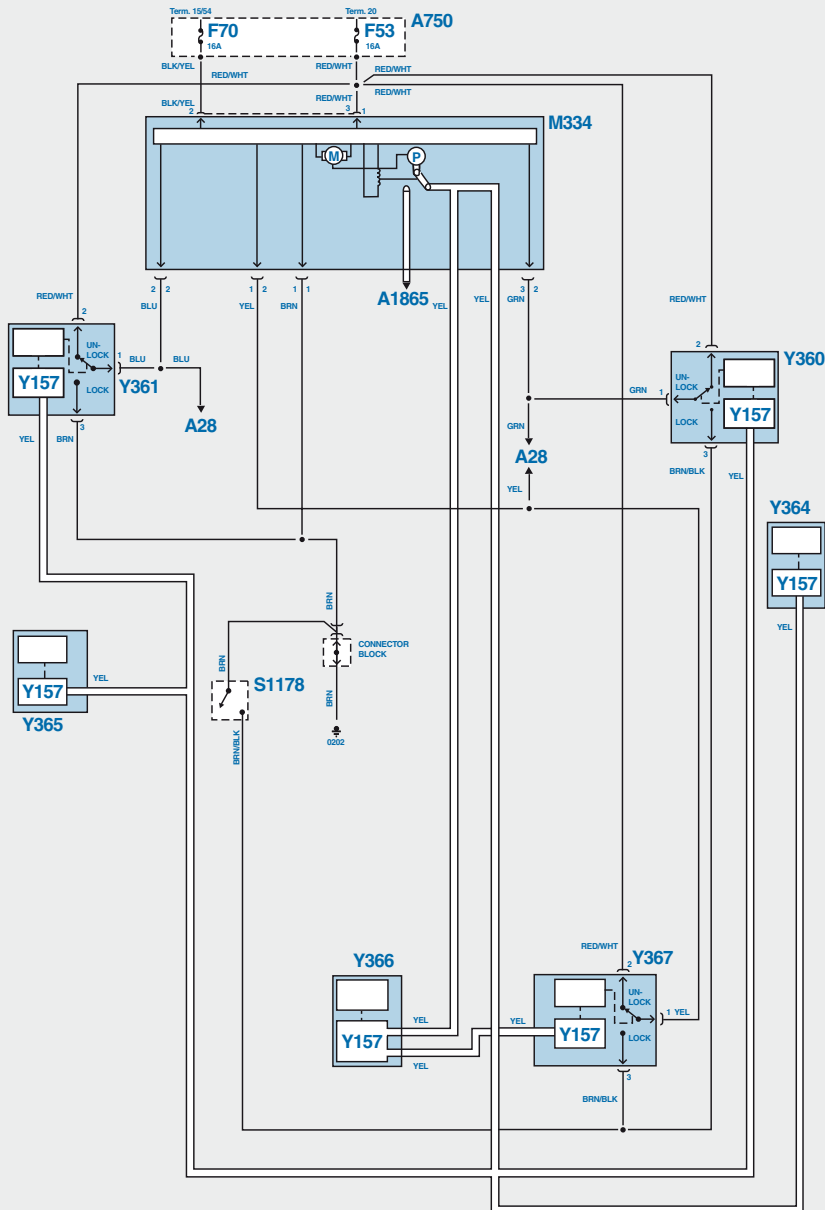 Term. 15/54
Term. 20
A750
F70
16A
F53
16A
BLK/YEL
RED/WHT
RED/WHT
RED/WHT
RED/WHT
RED/WHT
BLK/YEL
RED/WHT
2
3
1
M334
M
P
2 2
1 2
1 1
3 2
BLU
YEL
BRN
A1865
YEL
YEL
GRN
RED/WHT
RED/WHT
2
UN-
LOCK
1
BLU
BLU
Y157
LOCK
Y361
3
YEL
BRN
A28
2
Y360
UN-
LOCK
GRN
1
LOCK
Y157
3
GRN
A28
YEL
BRN/BLK
YEL
Y364
Y157
YEL
BRN
CONNECTOR
BLOCK
BRN
S1178
BRN
BRN/BLK
0202
YEL
Y157
Y365
RED/WHT
2
Y367
Y366
UN-
LOCK
1 YEL
YEL
YEL
Y157
Y157
LOCK
YEL
3
BRN/BLK